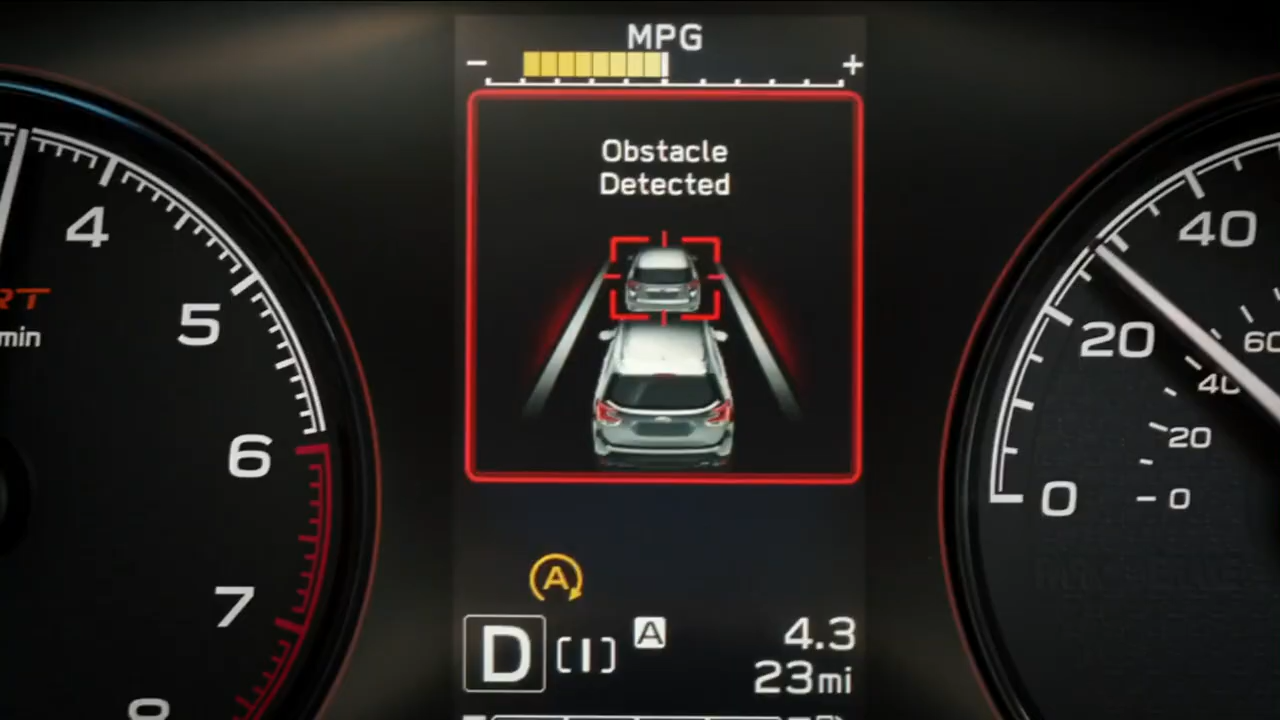 MPG
- +
Obstacle
Detected
4
5
6
7
8
RT
min
40
20
0
60
40
20
0
A
D [I] A
4.3
23mi